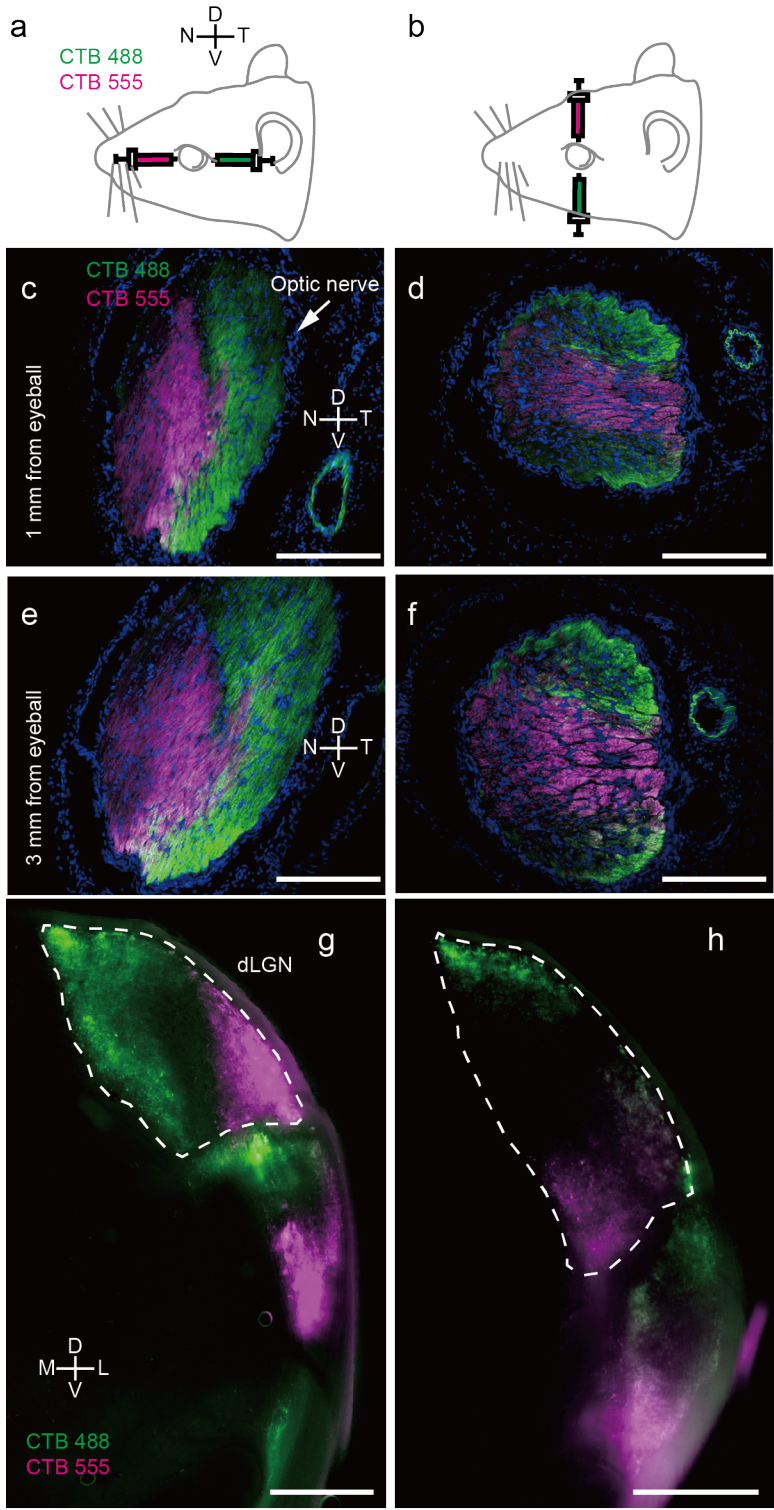 a
D
N T
V
CTB 488
CTB 555
b
c
CTB 488
CTB 555
Optic nerve
D
N T
V
1 mm from eyeball
d
e
D
N T
V
3 mm from eyeball
f
g
dLGN
D
M L
V
CTB 488
CTB 555
h